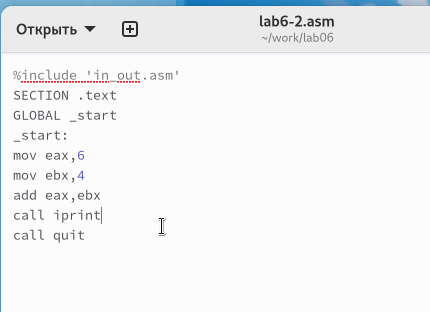 Открыть
lab6-2.asm
~/work/lab06
%include 'in_out.asm'
SECTION .text
GLOBAL _start
_start:
mov eax,6
mov ebx,4
add eax,ebx
call iprint
call quit